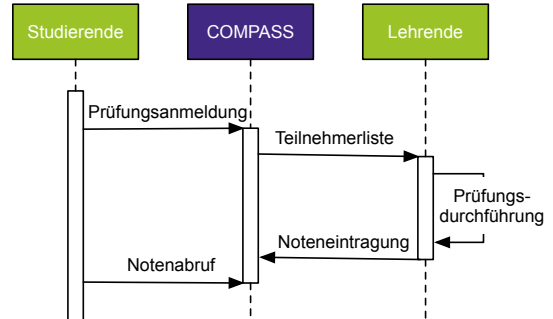 Studierende
COMPASS
Lehrende
Prüfungsanmeldung
Teilnehmerliste
Prüfungs-
durchführung
Noteneintragung
Notenabruf